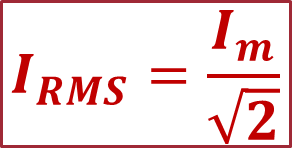 I_RMS = I_m / √2